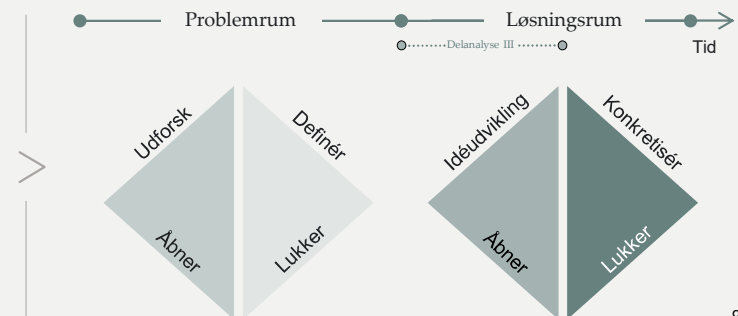 Problemrum
Løsningsrum
Delanalyse III
Tid
Udforsk
Definér
Idéudvikling
Konkretisér
Åbner
Lukker
Åbner
Lukker